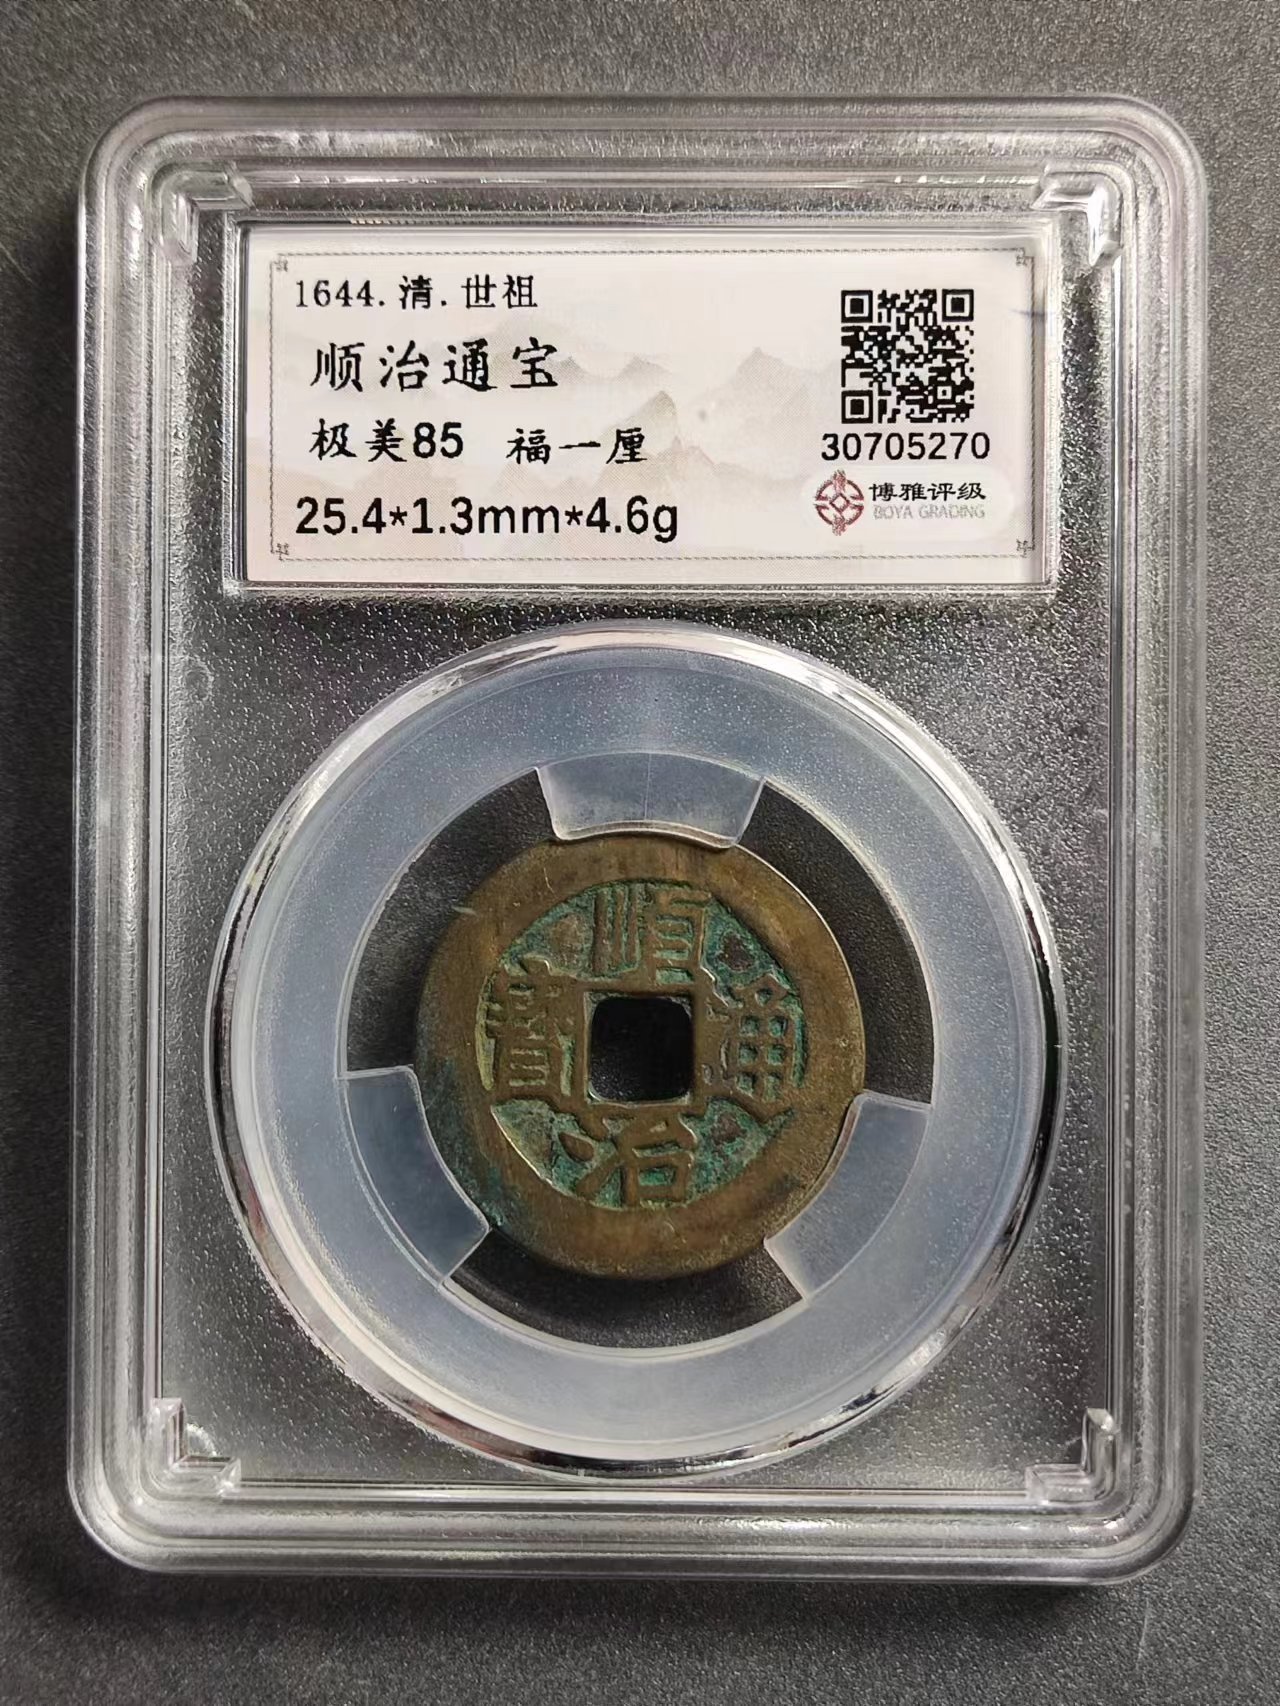 1644.清.世祖
顺治通宝
极美85 福一厘
25.4*1.3mm*4.6g
30705270
博雅评级
BOYA GRADING
順
寶 通
治